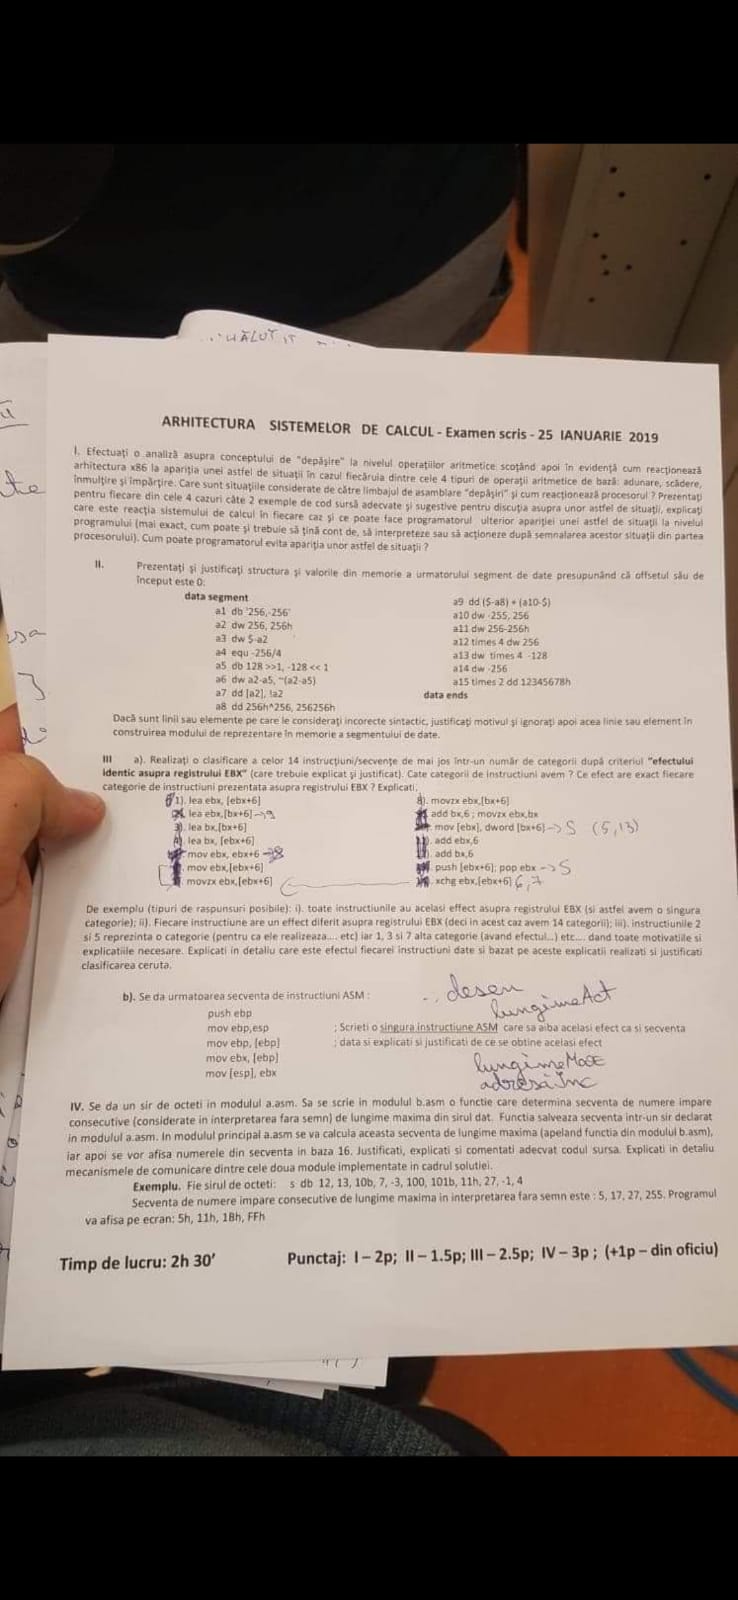 HĂLUT
ARHITECTURA SISTEMELOR DE CALCUL - Examen scris - 25 IANUARIE 2019
I. Efectuați o analiză asupra conceptului de "depășire" la nivelul operațiilor aritmetice scoțând apoi în evidență cum reacționează
arhitectura x86 la apariția unei astfel de situații în cazul fiecăruia dintre cele 4 tipuri de operații aritmetice de bază: adunare, scădere,
înmulțire și împărțire. Care sunt situațiile considerate de către limbajul de asamblare "depășiri" și cum reacționează procesorul ? Prezentați
pentru fiecare din cele 4 cazuri câte 2 exemple de cod sursă adecvate și sugestive pentru discuția asupra unor astfel de situații, explicați
care este reacția sistemului de calcul în fiecare caz și ce poate face programatorul ulterior apariției unei astfel de situații la nivelul
programului (mai exact, cum poate și trebuie să țină cont de, să interpreteze sau să acționeze după semnalarea acestor situații din partea
procesorului). Cum poate programatorul evita apariția unor astfel de situații ?
II. Prezentați și justificați structura și valorile din memorie a urmatorului segment de date presupunând că offsetul său de
început este 0:
data segment
a1 db '256,-256'
a2 dw 256, 256h
a3 dw $-a2
a4 equ -256/4
a5 db 128 >>1, -128 << 1
a6 dw a2-a5, ~(a2-a5)
a7 dd [a2], !a2
a8 dd 256h^256, 256256h
a9 dd ($-a8) + (a10-$)
a10 dw -255, 256
a11 dw 256-256h
a12 times 4 dw 256
a13 dw times 4 -128
a14 dw -256
a15 times 2 dd 12345678h
data ends
Dacă sunt linii sau elemente pe care le considerați incorecte sintactic, justificați motivul și ignorați apoi acea linie sau element în
construirea modului de reprezentare în memorie a segmentului de date.
III a). Realizați o clasificare a celor 14 instrucțiuni/secvențe de mai jos într-un număr de categorii după criteriul "efectului
identic asupra registrului EBX" (care trebuie explicat și justificat). Cate categorii de instructiuni avem ? Ce efect are exact fiecare
categorie de instructiuni prezentata asupra registrului EBX ? Explicati.
1). lea ebx, [ebx+6]
lea ebx,[bx+6] -> 9
3). lea bx,[bx+6]
lea bx, [ebx+6]
mov ebx, ebx+6 -> 8
mov ebx,[ebx+6]
movzx ebx,[ebx+6]
8). movzx ebx,[bx+6]
add bx,6 ; movzx ebx,bx
mov [ebx], dword [bx+6] -> S (5,13)
add ebx,6
add bx,6
push [ebx+6]; pop ebx -> S
xchg ebx,[ebx+6] 6,7
De exemplu (tipuri de raspunsuri posibile): i). toate instructiunile au acelasi effect asupra registrului EBX (si astfel avem o singura
categorie); ii). Fiecare instructiune are un effect diferit asupra registrului EBX (deci in acest caz avem 14 categorii); iii). instructiunile 2
si 5 reprezinta o categorie (pentru ca ele realizeaza.... etc) iar 1, 3 si 7 alta categorie (avand efectul...) etc.... dand toate motivatiile si
explicatiile necesare. Explicati in detaliu care este efectul fiecarei instructiuni date si bazat pe aceste explicatii realizati si justificati
clasificarea ceruta.
desen
lungimeAct
b). Se da urmatoarea secventa de instructiuni ASM :
push ebp
mov ebp,esp ; Scrieti o singura instructiune ASM care sa aiba acelasi efect ca si secventa
mov ebp, [ebp] ; data si explicati si justificati de ce se obtine acelasi efect
mov ebx, [ebp]
mov [esp], ebx
lungimeMax
adresaInc
IV. Se da un sir de octeti in modulul a.asm. Sa se scrie in modulul b.asm o functie care determina secventa de numere impare
consecutive (considerate in interpretarea fara semn) de lungime maxima din sirul dat. Functia salveaza secventa intr-un sir declarat
in modulul a.asm. In modulul principal a.asm se va calcula aceasta secventa de lungime maxima (apeland functia din modulul b.asm),
iar apoi se vor afisa numerele din secventa in baza 16. Justificati, explicati si comentati adecvat codul sursa. Explicati in detaliu
mecanismele de comunicare dintre cele doua module implementate in cadrul solutiei.
Exemplu. Fie sirul de octeti: s db 12, 13, 10b, 7, -3, 100, 101b, 11h, 27, -1, 4
Secventa de numere impare consecutive de lungime maxima in interpretarea fara semn este : 5, 17, 27, 255. Programul
va afisa pe ecran: 5h, 11h, 1Bh, FFh
Timp de lucru: 2h 30' Punctaj: I – 2p; II – 1.5p; III – 2.5p; IV – 3p ; (+1p – din oficiu)